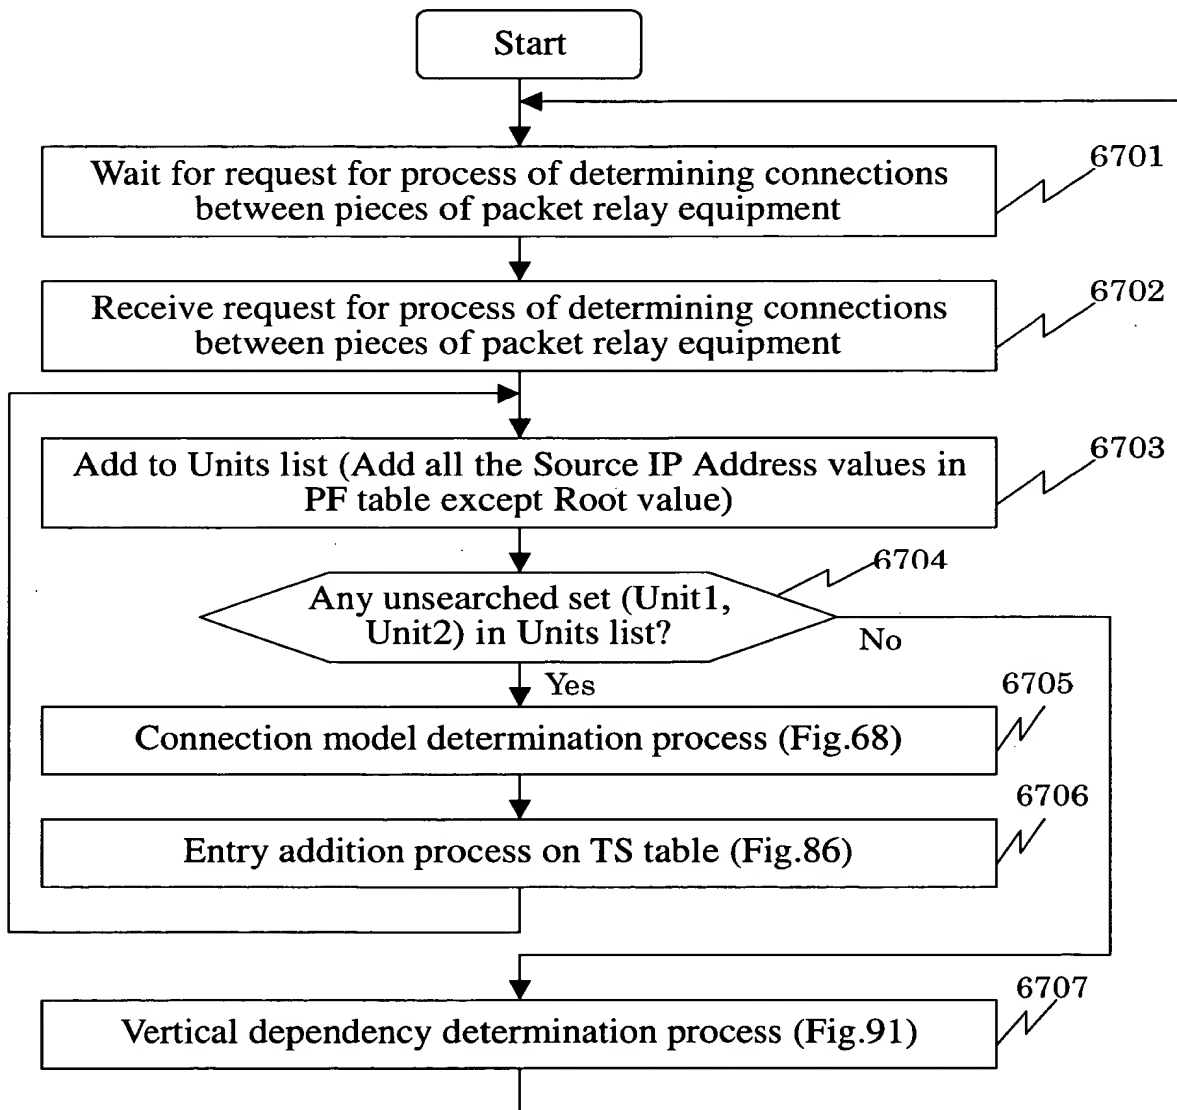 Start
Wait for request for process of determining connections
between pieces of packet relay equipment
6701
Receive request for process of determining connections
between pieces of packet relay equipment
6702
Add to Units list (Add all the Source IP Address values in
PF table except Root value)
6703
Any unsearched set (Unit1,
Unit2) in Units list?
6704
No
Yes
Connection model determination process (Fig.68)
6705
Entry addition process on TS table (Fig.86)
6706
Vertical dependency determination process (Fig.91)
6707